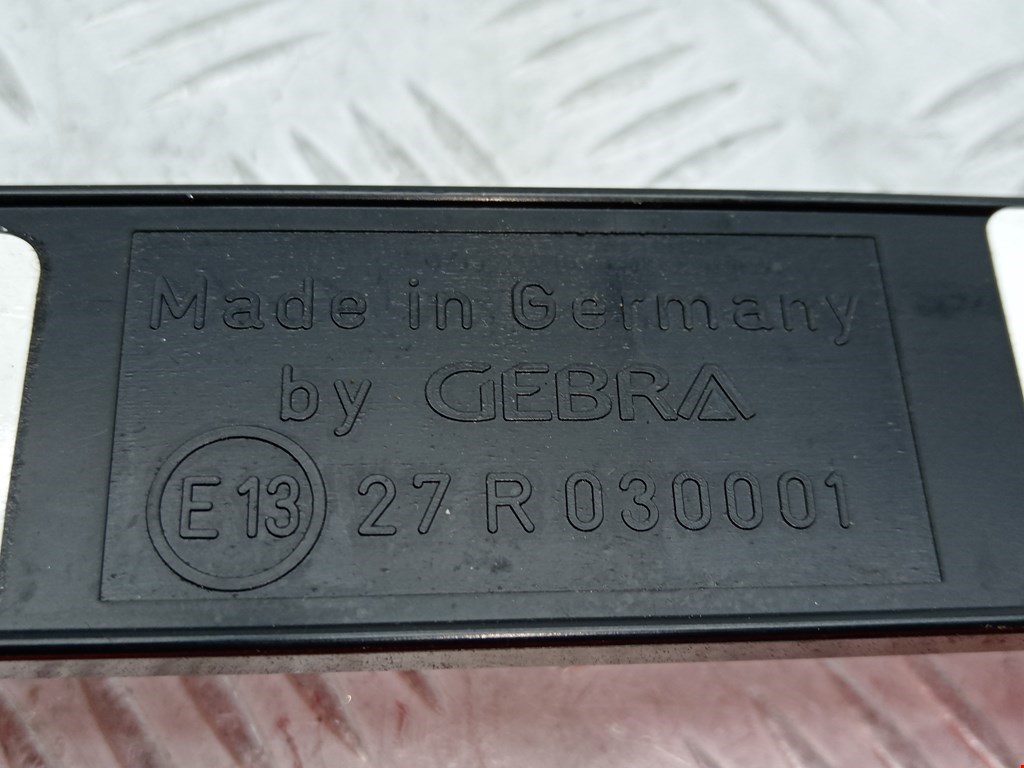 Made in Germany
by GEBRA
E13 27 R 030001